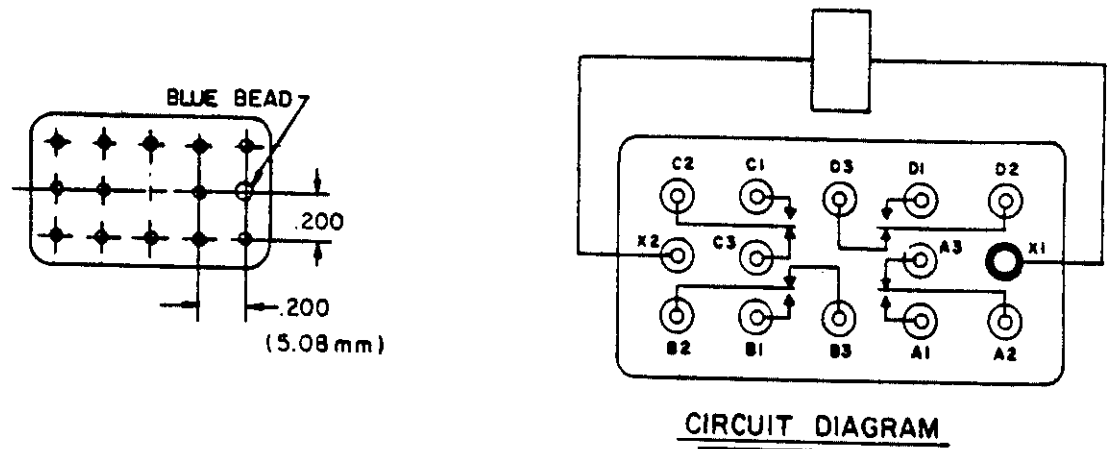 BLUE BEAD
.200
.200
(5.08mm)
C2 C1 D3 D1 D2
X2 C3 A3 X1
B2 B1 B3 A1 A2
CIRCUIT DIAGRAM